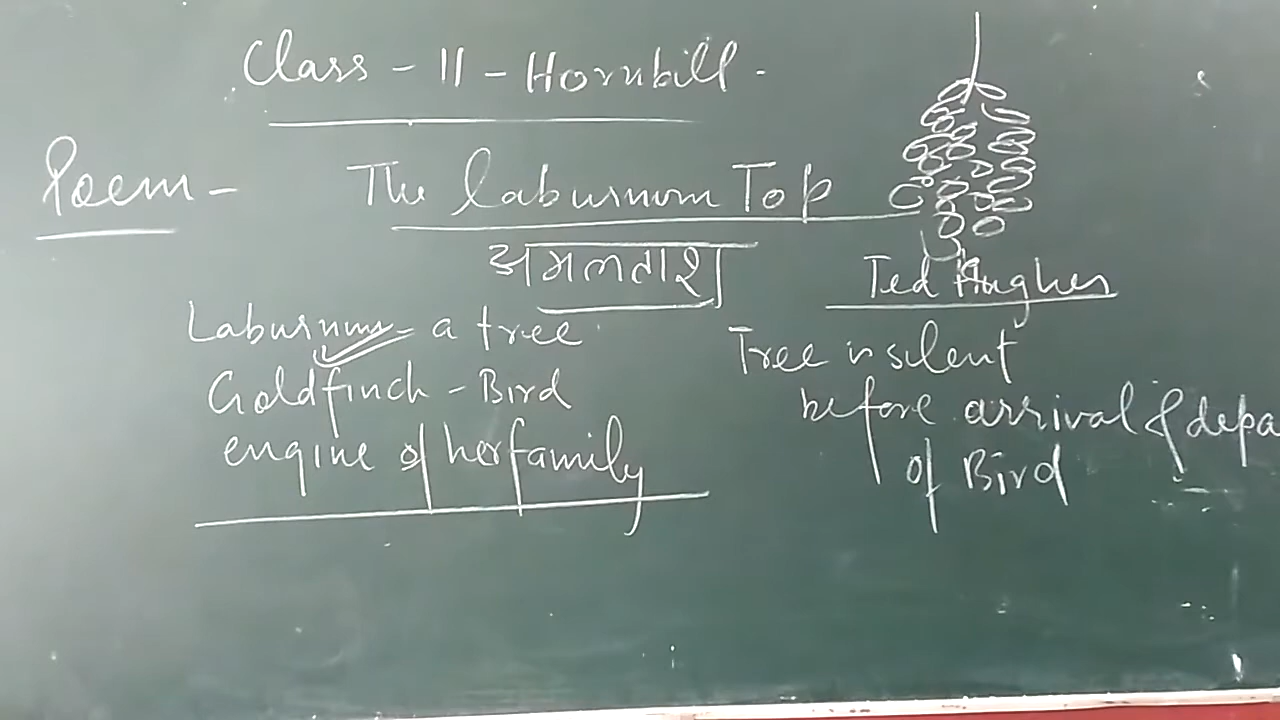 Class - 11 - Hornbill.
Poem - The Laburnum Top
अमलताश
Ted Hughes
Laburnum - a tree
Goldfinch - Bird
engine of her family
Tree is silent
before arrival & depa
of Bird